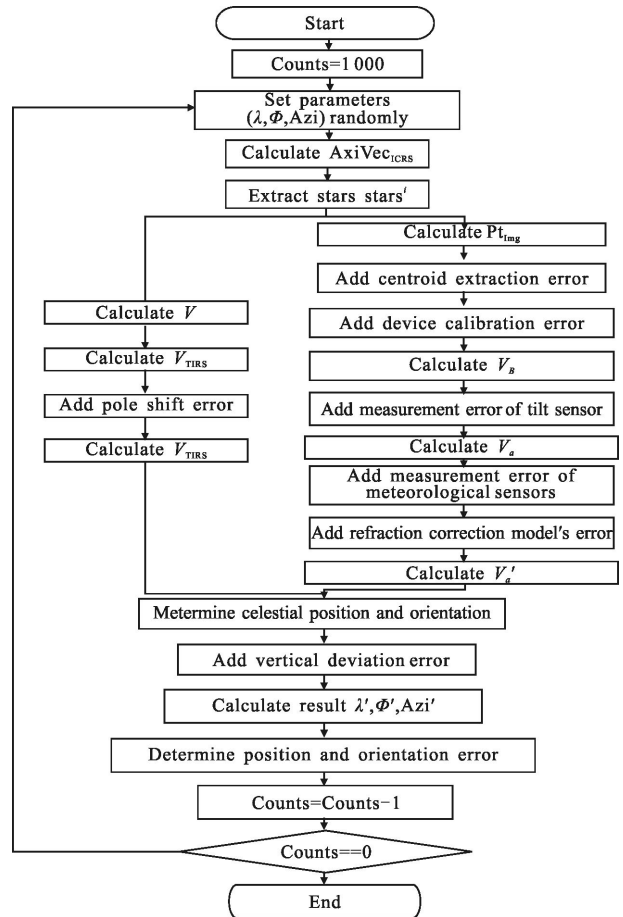 Start
Counts=1 000
Set parameters
(λ,Φ,Azi) randomly
Calculate AxiVec_ICRS
Extract stars stars^i
Calculate V
Calculate V_TIRS
Add pole shift error
Calculate V_TIRS
Calculate Pt_Img
Add centroid extraction error
Add device calibration error
Calculate V_B
Add measurement error of tilt sensor
Calculate V_a
Add measurement error of
meteorological sensors
Add refraction correction model's error
Calculate V_a′
Metermine celestial position and orientation
Add vertical deviation error
Calculate result λ′,Φ′,Azi′
Determine position and orientation error
Counts=Counts−1
Counts==0
End